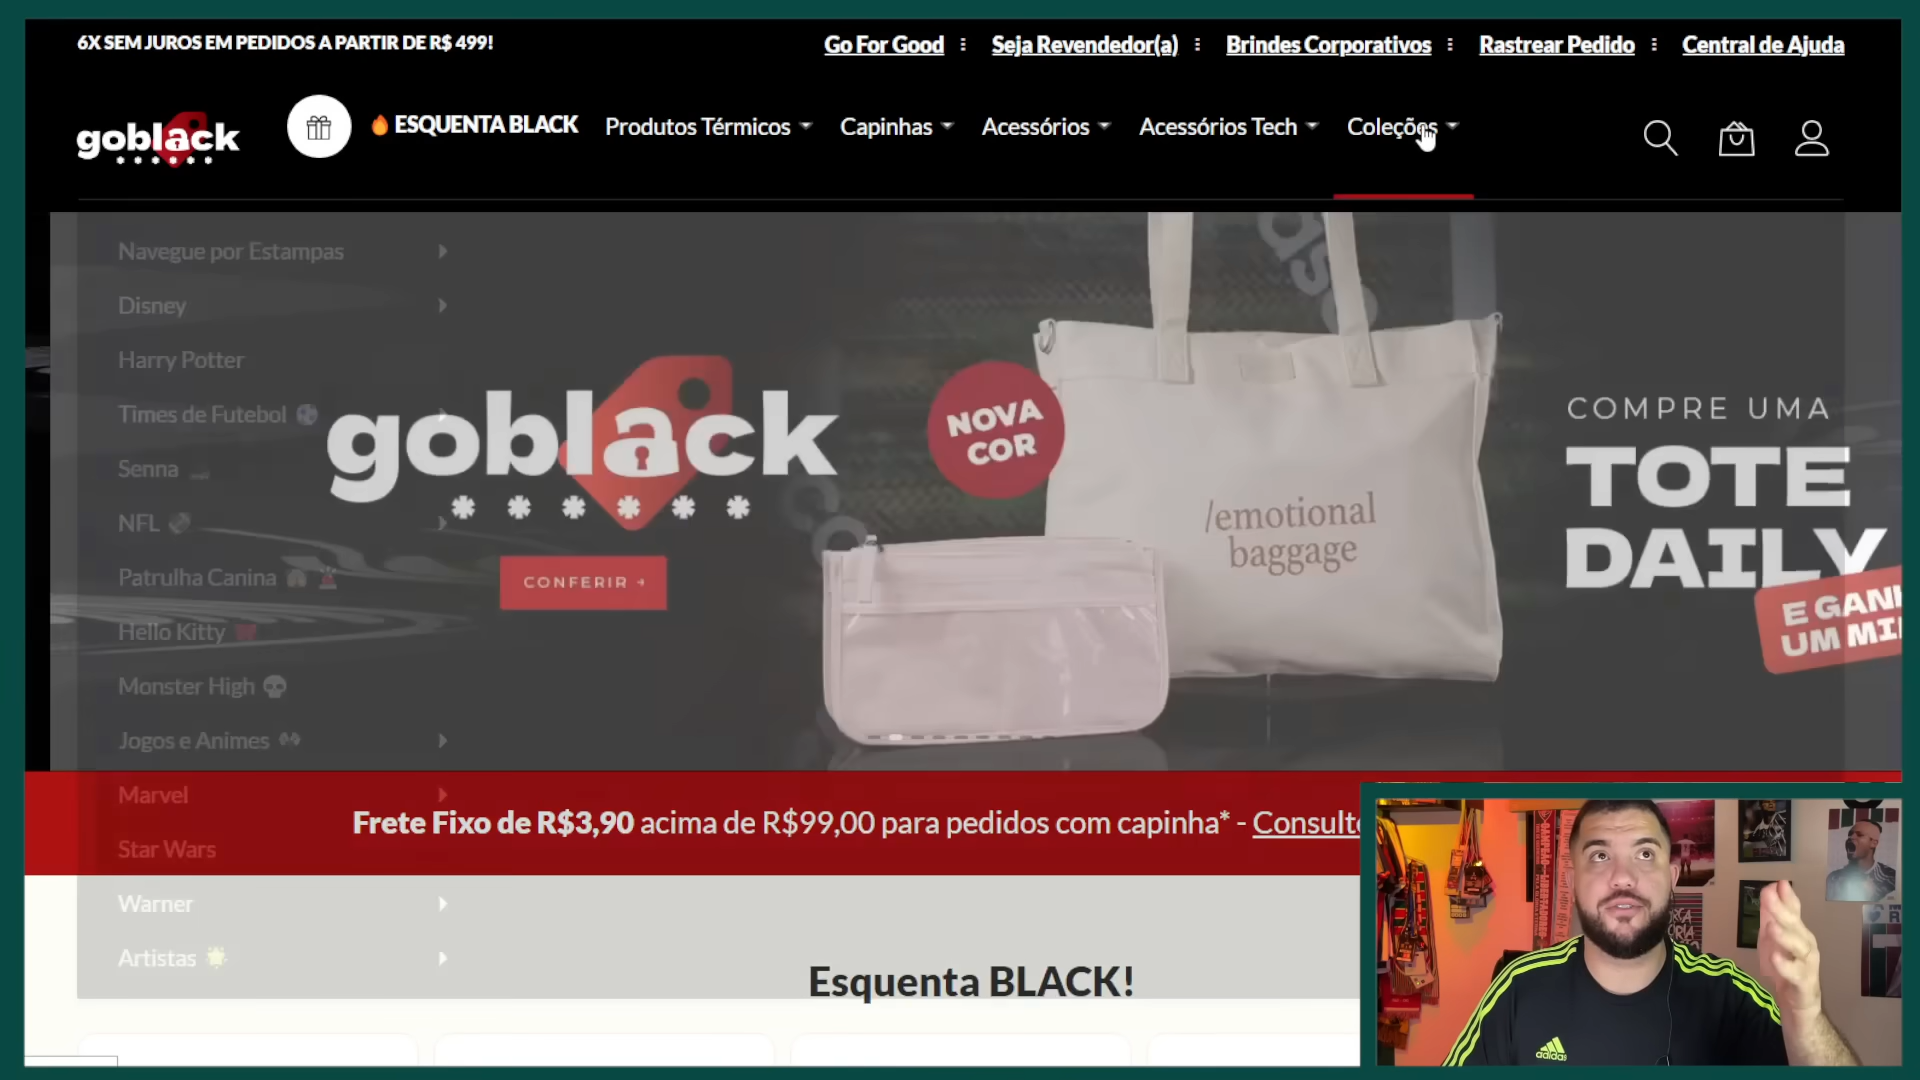 6X SEM JUROS EM PEDIDOS A PARTIR DE R$ 499!
Go For Good
Seja Revendedor(a)
Brindes Corporativos
Rastrear Pedido
Central de Ajuda
goblack
ESQUENTA BLACK
Produtos Térmicos
Capinhas
Acessórios
Acessórios Tech
Coleções
Navegue por Estampas
Disney
Harry Potter
Times de Futebol
Senna
NFL
Patrulha Canina
Hello Kitty
Monster High
Jogos e Animes
Marvel
Star Wars
Warner
Artistas
goblack
CONFERIR
NOVA
COR
/emotional
baggage
COMPRE UMA
TOTE
DAILY
E
UM
Frete Fixo de R$3,90 acima de R$99,00 para pedidos com capinha* -
Esquenta BLACK!
adidas